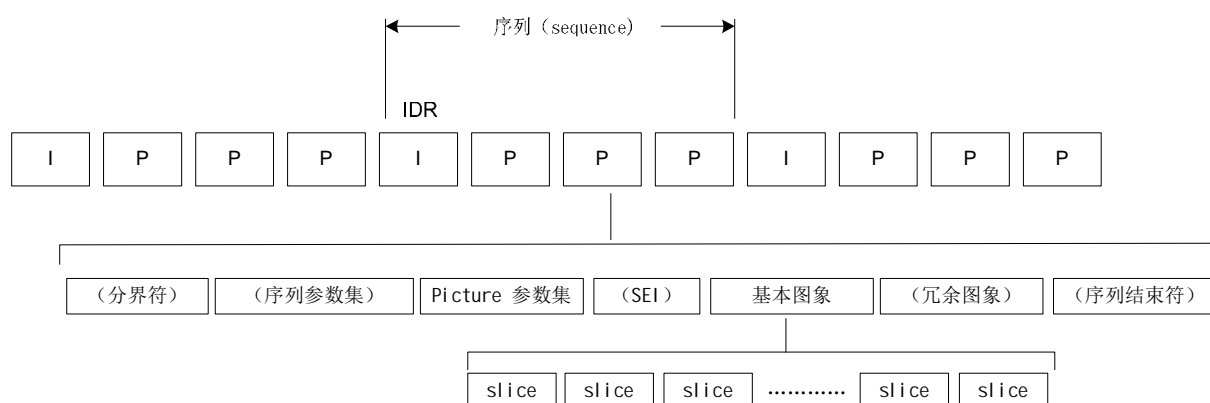 序列（sequence)
IDR
I P P P I P P P I P P P
（分界符） （序列参数集） Picture 参数集 （SEI） 基本图象 （冗余图象） （序列结束符）
slice slice slice ………… slice slice